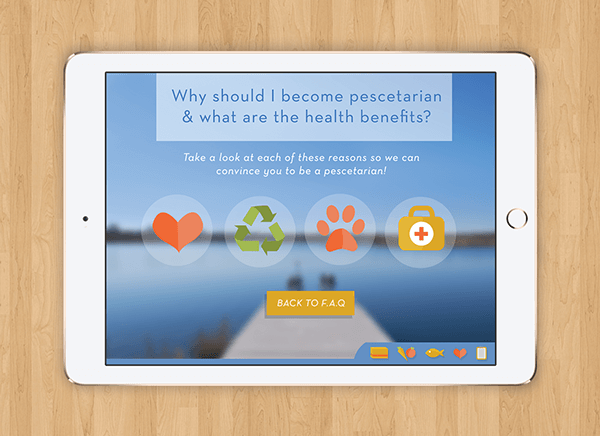 Why should I become pescetarian
& what are the health benefits?
Take a look at each of these reasons so we can
convince you to be a pescetarian!
BACK TO F.A.Q